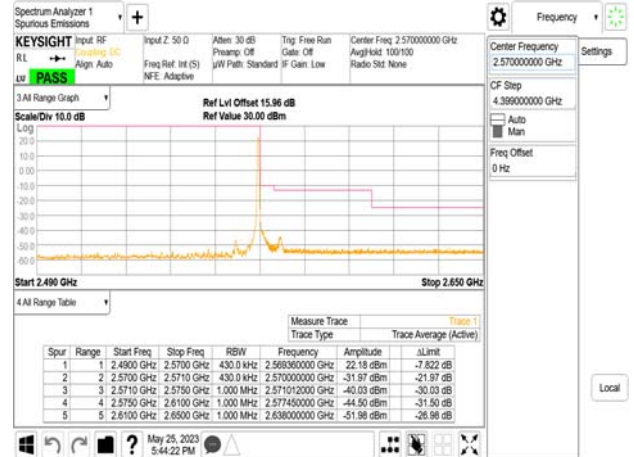 Spectrum Analyzer 1
Spurious Emissions
Frequency
KEYSIGHT Input: RF Input Z: 50 Ω Atten: 30 dB Trig: Free Run Center Freq: 2.570000000 GHz
RL Coupling: DC Preamp: Off Gate: Off Avg|Hold: 100/100
Align: Auto Freq Ref: Int (S) µW Path: Standard IF Gain: Low Radio Std: None
LW PASS NFE: Adaptive
Center Frequency
2.570000000 GHz
Settings
CF Step
4.399000000 GHz
Auto
Man
Freq Offset
0 Hz
Local
3 All Range Graph
Ref Lvl Offset 15.96 dB
Scale/Div 10.0 dB Ref Value 30.00 dBm
Log
20.0
10.0
0.00
-10.0
-20.0
-30.0
-40.0
-50.0
-60.0
Start 2.490 GHz Stop 2.650 GHz
4 All Range Table
Measure Trace Trace 1
Trace Type Trace Average (Active)
Spur Range Start Freq Stop Freq RBW Frequency Amplitude ΔLimit
1 1 2.4900 GHz 2.5700 GHz 430.0 kHz 2.569360000 GHz 22.18 dBm -7.822 dB
2 2 2.5700 GHz 2.5710 GHz 430.0 kHz 2.570000000 GHz -31.97 dBm -21.97 dB
3 3 2.5710 GHz 2.5750 GHz 1.000 MHz 2.571012000 GHz -40.03 dBm -30.03 dB
4 4 2.5750 GHz 2.6100 GHz 1.000 MHz 2.577450000 GHz -44.50 dBm -31.50 dB
5 5 2.6100 GHz 2.6500 GHz 1.000 MHz 2.638000000 GHz -51.98 dBm -26.98 dB
May 25, 2023
5:44:22 PM